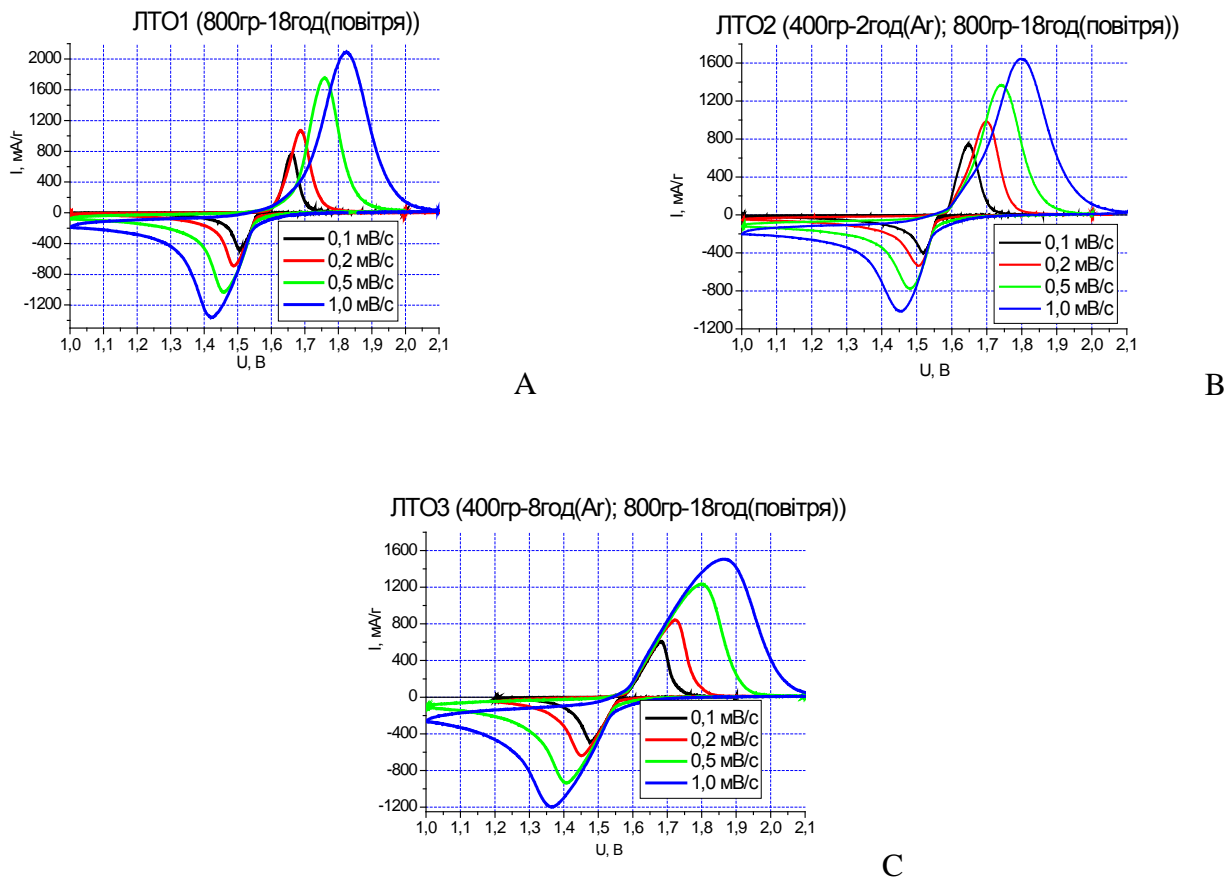 ЛТО1 (800гр-18год(повітря))
I, мА/г
2000
1600
1200
800
400
0
-400
-800
-1200
0,1 мВ/с
0,2 мВ/с
0,5 мВ/с
1,0 мВ/с
1,0 1,1 1,2 1,3 1,4 1,5 1,6 1,7 1,8 1,9 2,0 2,1
U, В
A
ЛТО2 (400гр-2год(Ar); 800гр-18год(повітря))
I, мА/г
1600
1200
800
400
0
-400
-800
-1200
0,1 мВ/с
0,2 мВ/с
0,5 мВ/с
1,0 мВ/с
1,0 1,1 1,2 1,3 1,4 1,5 1,6 1,7 1,8 1,9 2,0 2,1
U, В
B
ЛТО3 (400гр-8год(Ar); 800гр-18год(повітря))
I, мА/г
1600
1200
800
400
0
-400
-800
-1200
0,1 мВ/с
0,2 мВ/с
0,5 мВ/с
1,0 мВ/с
1,0 1,1 1,2 1,3 1,4 1,5 1,6 1,7 1,8 1,9 2,0 2,1
U, В
C